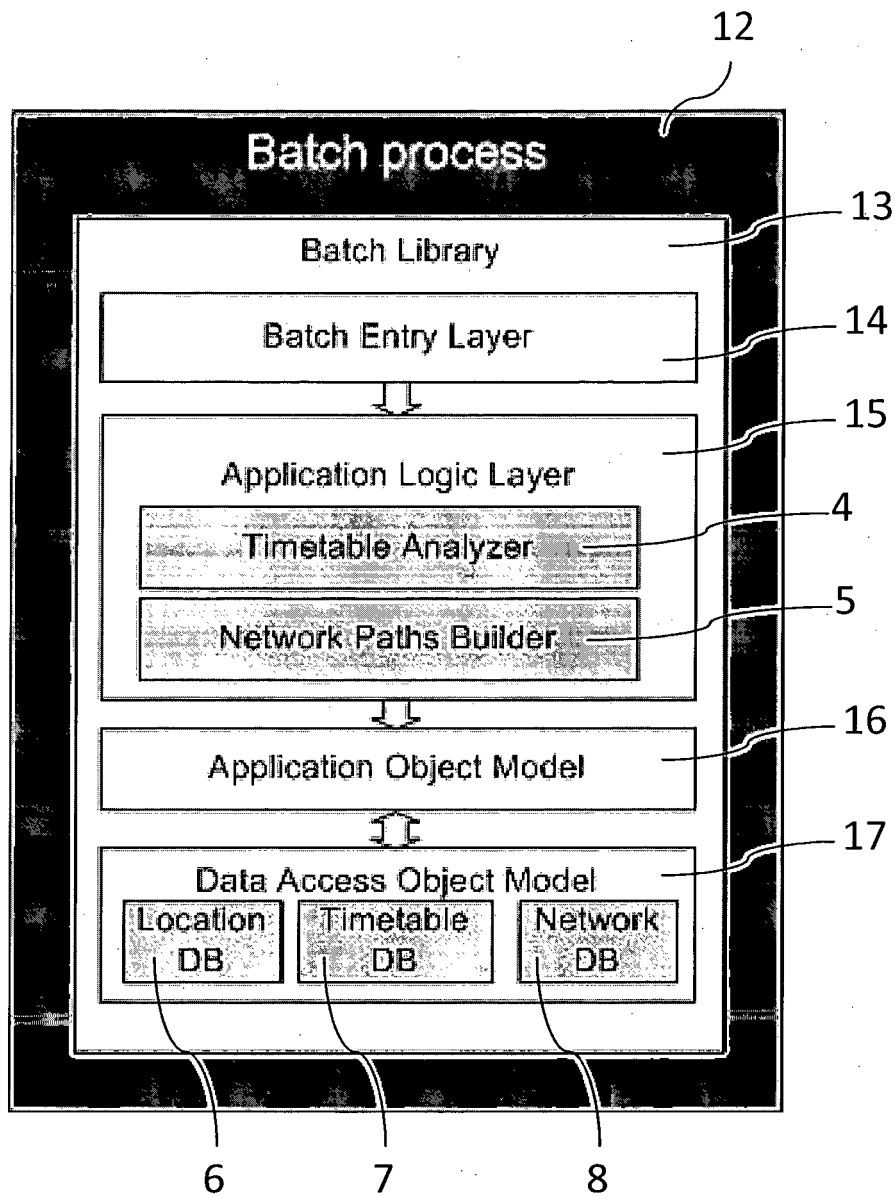 12
Batch process
13
Batch Library
14
Batch Entry Layer
15
Application Logic Layer
4
Timetable Analyzer
5
Network Paths Builder
16
Application Object Model
17
Data Access Object Model
Location DB
Timetable DB
Network DB
6
7
8